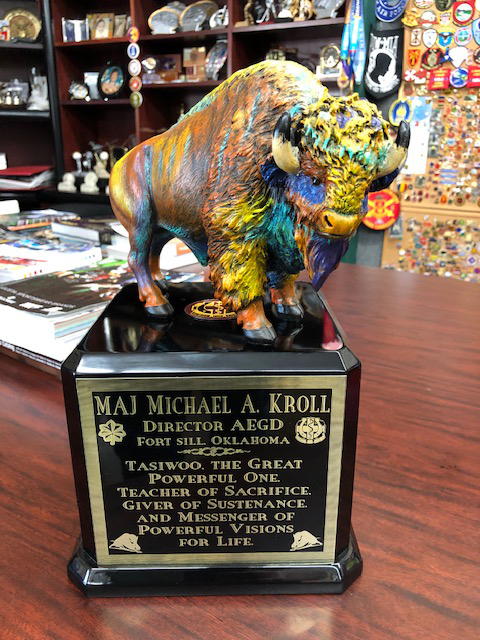 MAJ MICHAEL A. KROLL
DIRECTOR AEGD
FORT SILL, OKLAHOMA
TASIWOO, THE GREAT
POWERFUL ONE.
TEACHER OF SACRIFICE,
GIVER OF SUSTENANCE,
AND MESSENGER OF
POWERFUL VISIONS
FOR LIFE.